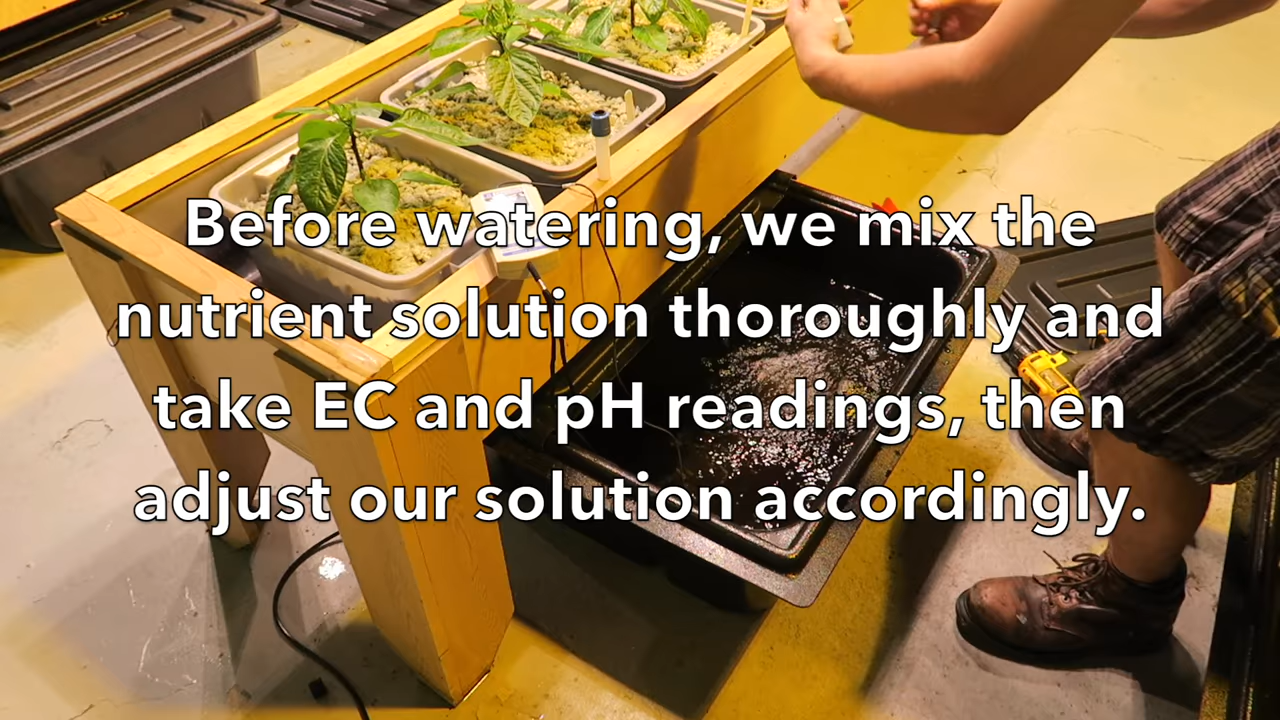 Before watering, we mix the
nutrient solution thoroughly and
take EC and pH readings, then
adjust our solution accordingly.